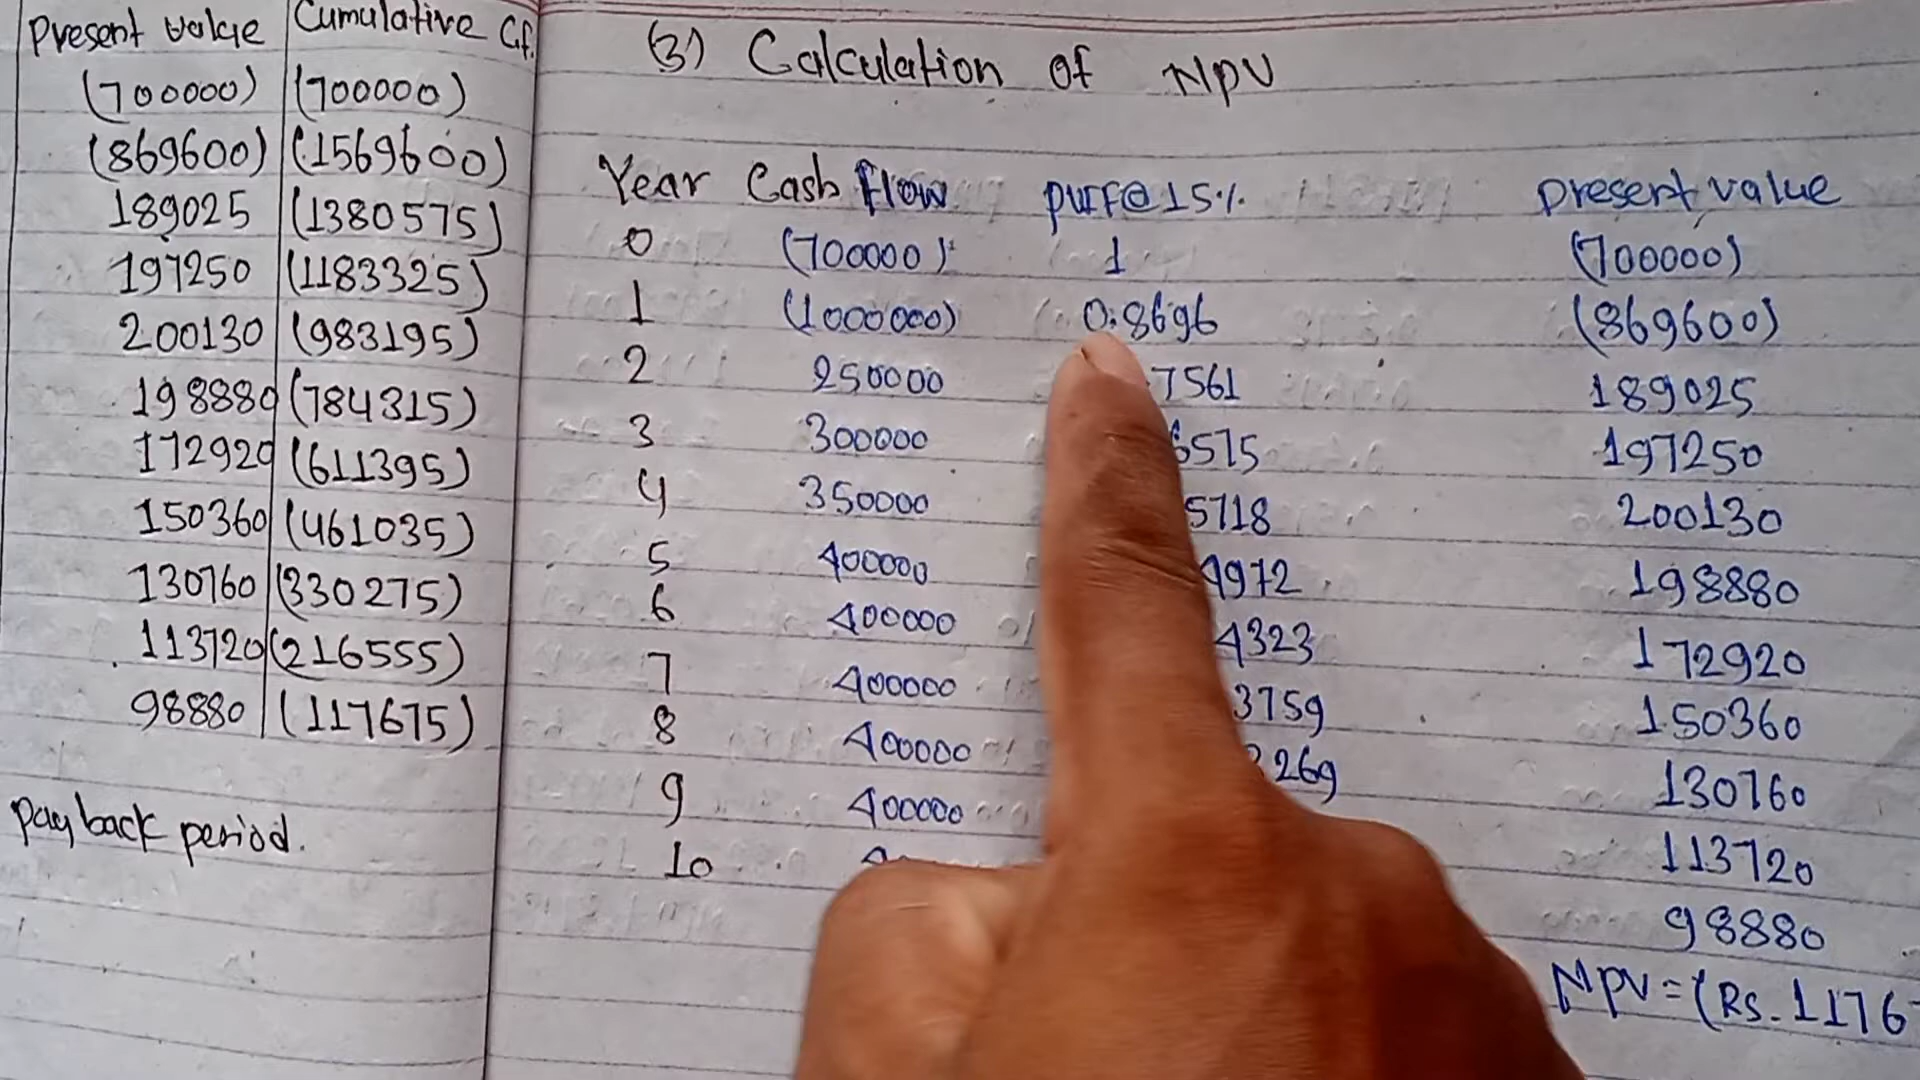 Present value Cumulative Cf.
(700000) (700000)
(869600) (1569600)
189025 (1380575)
197250 (1183325)
200130 (983195)
198880 (784315)
172920 (611395)
150360 (461035)
130760 (330275)
113720 (216555)
98880 (117675)
Payback period.
(3) Calculation Of NPV
Year Cash flow PVIF@15% Present value
0 (700000) 1 (700000)
1 (1000000) 0.8696 (869600)
2 250000 7561 189025
3 300000 6575 197250
4 350000 5718 200130
5 400000 4972 198880
6 400000 4323 172920
7 400000 3759 150360
8 400000 3269 130760
9 400000 113720
10 98880
NPV = (Rs. 1176